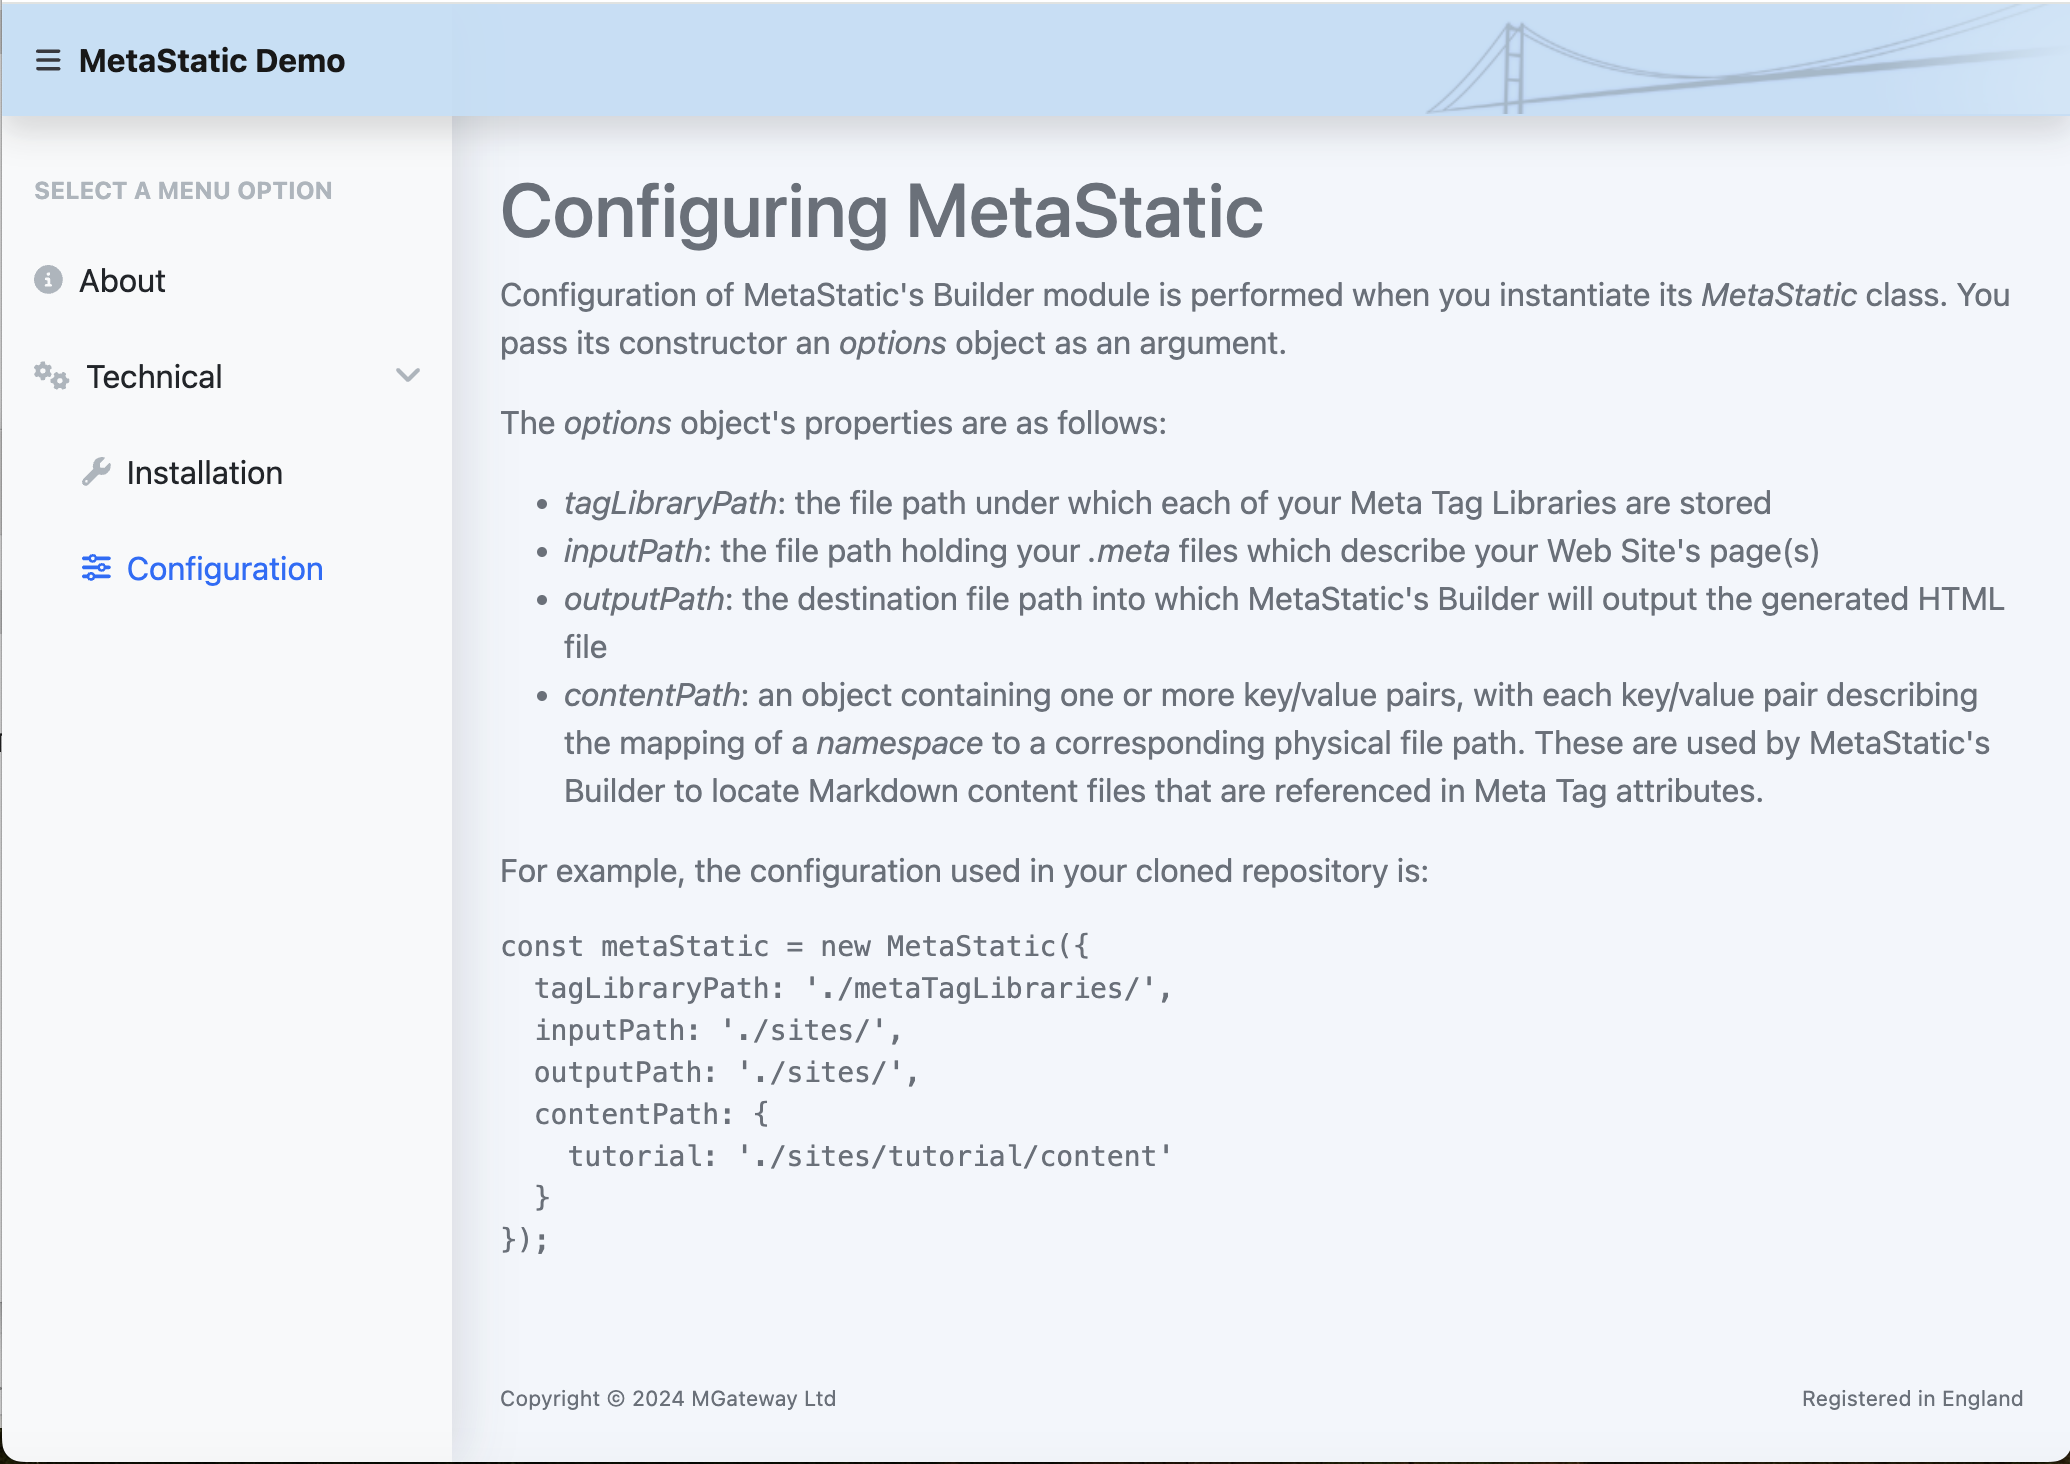 MetaStatic Demo
SELECT A MENU OPTION
About
Technical
Installation
Configuration
Configuring MetaStatic
Configuration of MetaStatic's Builder module is performed when you instantiate its MetaStatic class. You
pass its constructor an options object as an argument.
The options object's properties are as follows:
• tagLibraryPath: the file path under which each of your Meta Tag Libraries are stored
• inputPath: the file path holding your .meta files which describe your Web Site's page(s)
• outputPath: the destination file path into which MetaStatic's Builder will output the generated HTML
file
• contentPath: an object containing one or more key/value pairs, with each key/value pair describing
the mapping of a namespace to a corresponding physical file path. These are used by MetaStatic's
Builder to locate Markdown content files that are referenced in Meta Tag attributes.
For example, the configuration used in your cloned repository is:
const metaStatic = new MetaStatic({
  tagLibraryPath: './metaTagLibraries/',
  inputPath: './sites/',
  outputPath: './sites/',
  contentPath: {
    tutorial: './sites/tutorial/content'
  }
});
Copyright © 2024 MGateway Ltd
Registered in England